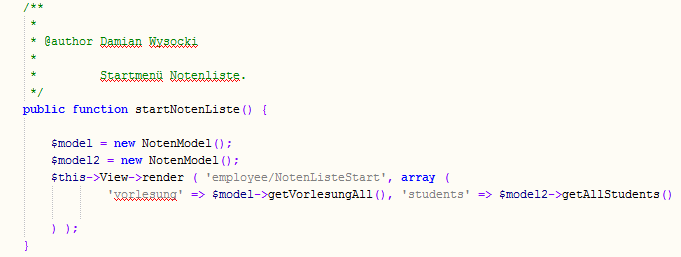 /**
*
* @author Damian Wysocki
*
* Startmenü Notenliste.
*/
public function startNotenListe() {
$model = new NotenModel();
$model2 = new NotenModel();
$this->View->render ( 'employee/NotenListeStart', array (
'vorlesung' => $model->getVorlesungAll(), 'students' => $model2->getAllStudents()
) );
}